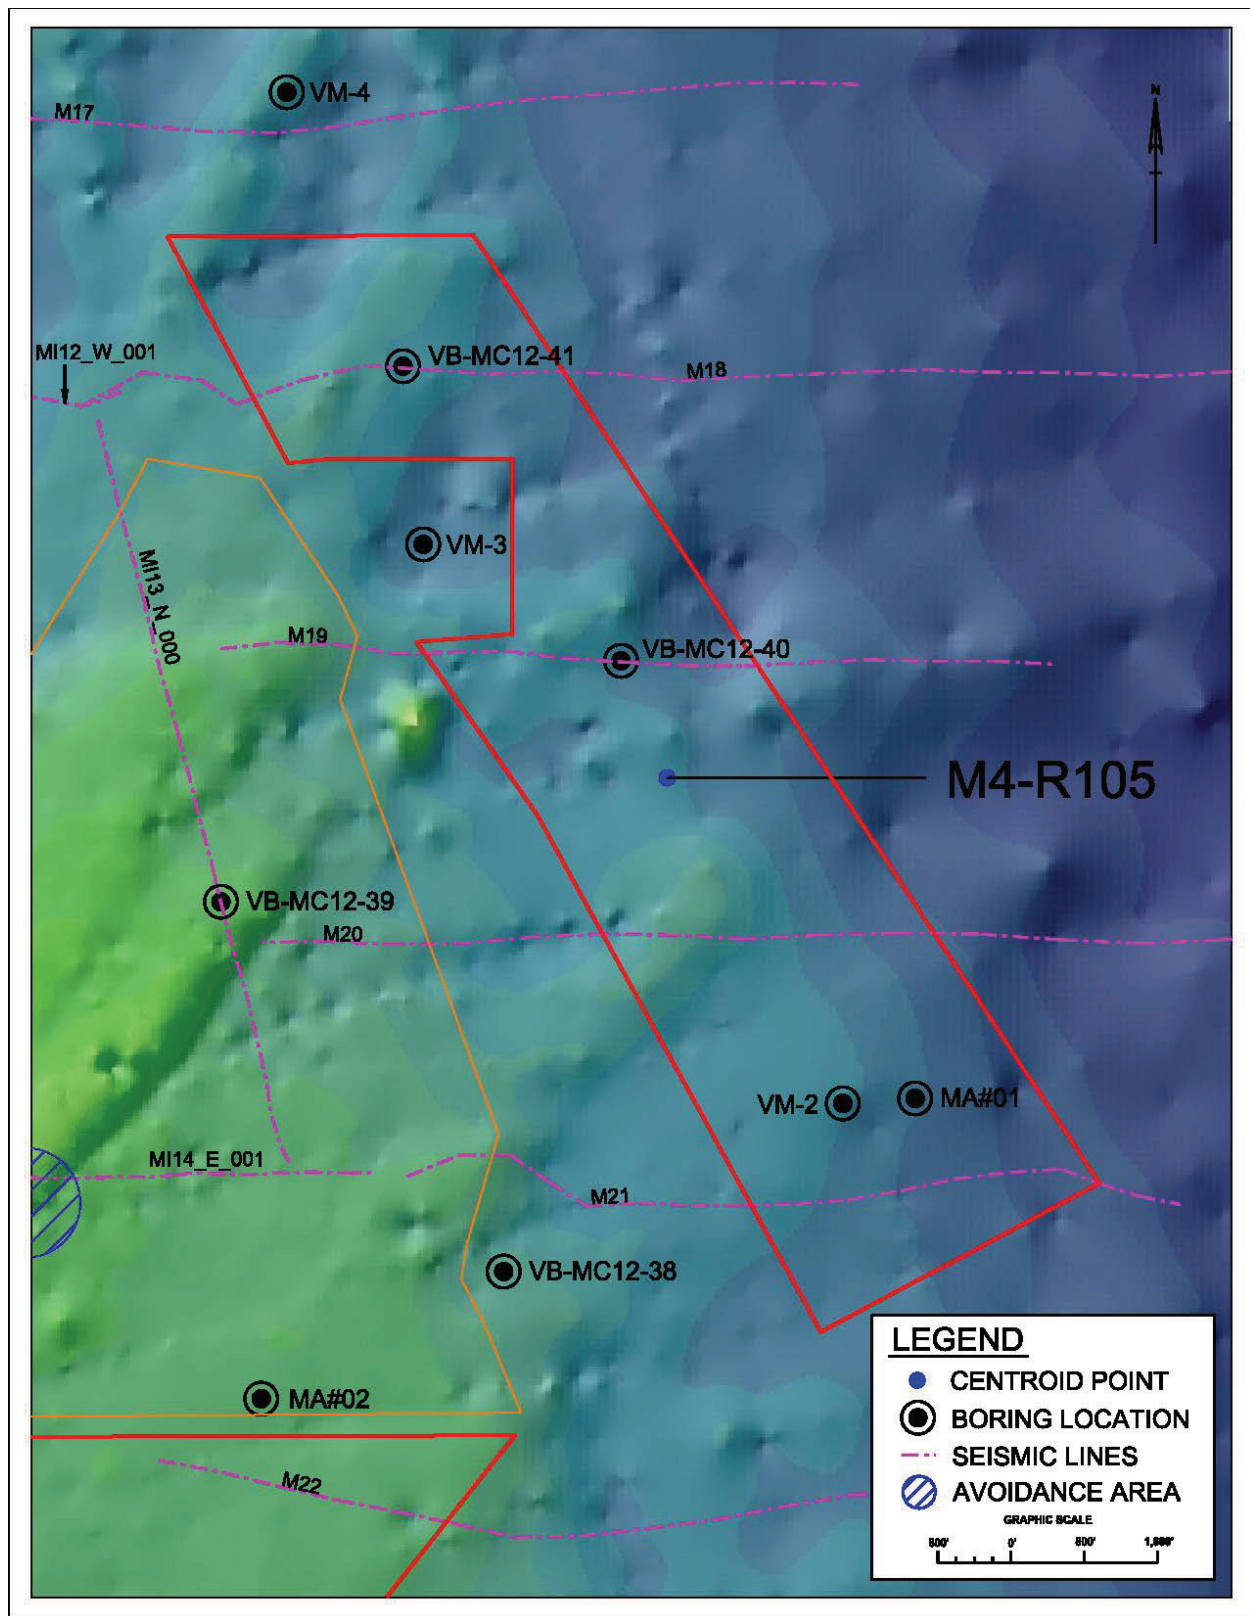 VM-4
M17
N
MI12_W_001
VB-MC12-41
M18
VM-3
MI13_N_000
M19
VB-MC12-40
M4-R105
VB-MC12-39
M20
VM-2
MA#01
MI14_E_001
M21
VB-MC12-38
MA#02
M22
LEGEND
CENTROID POINT
BORING LOCATION
SEISMIC LINES
AVOIDANCE AREA
GRAPHIC SCALE
0'